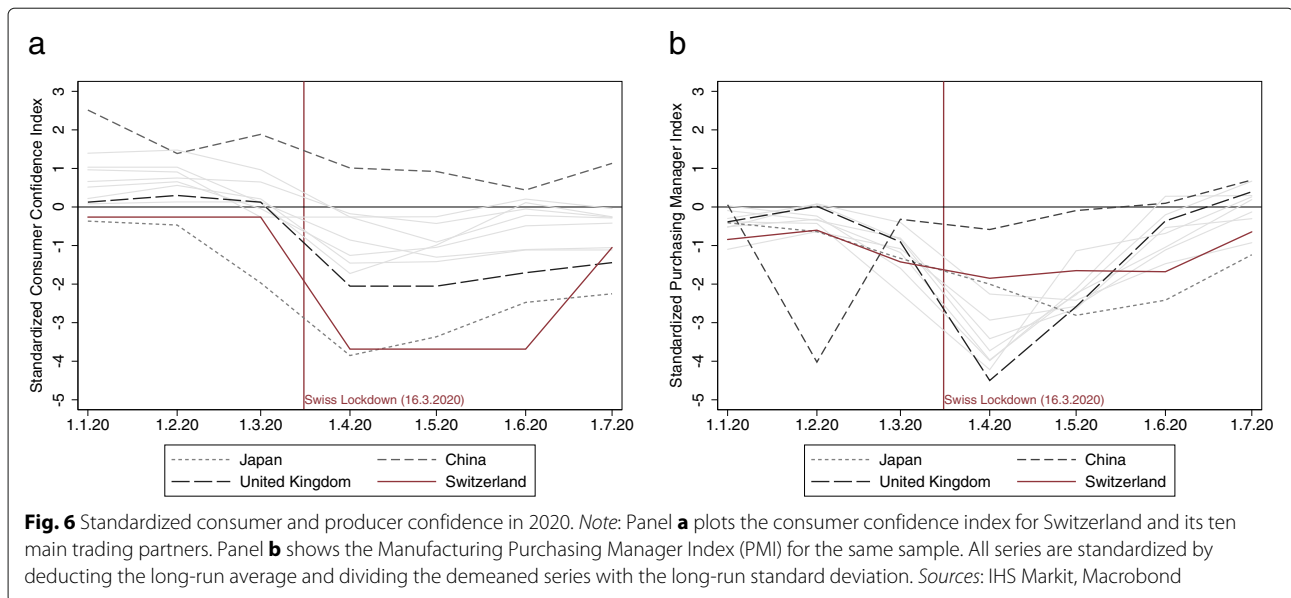 a
Standardized Consumer Confidence Index
3
2
1
0
-1
-2
-3
-4
-5
Swiss Lockdown (16.3.2020)
1.1.20 1.2.20 1.3.20 1.4.20 1.5.20 1.6.20 1.7.20
Japan China
United Kingdom Switzerland
b
Standardized Purchasing Manager Index
3
2
1
0
-1
-2
-3
-4
-5
Swiss Lockdown (16.3.2020)
1.1.20 1.2.20 1.3.20 1.4.20 1.5.20 1.6.20 1.7.20
Japan China
United Kingdom Switzerland
Fig. 6 Standardized consumer and producer confidence in 2020. Note: Panel a plots the consumer confidence index for Switzerland and its ten
main trading partners. Panel b shows the Manufacturing Purchasing Manager Index (PMI) for the same sample. All series are standardized by
deducting the long-run average and dividing the demeaned series with the long-run standard deviation. Sources: IHS Markit, Macrobond